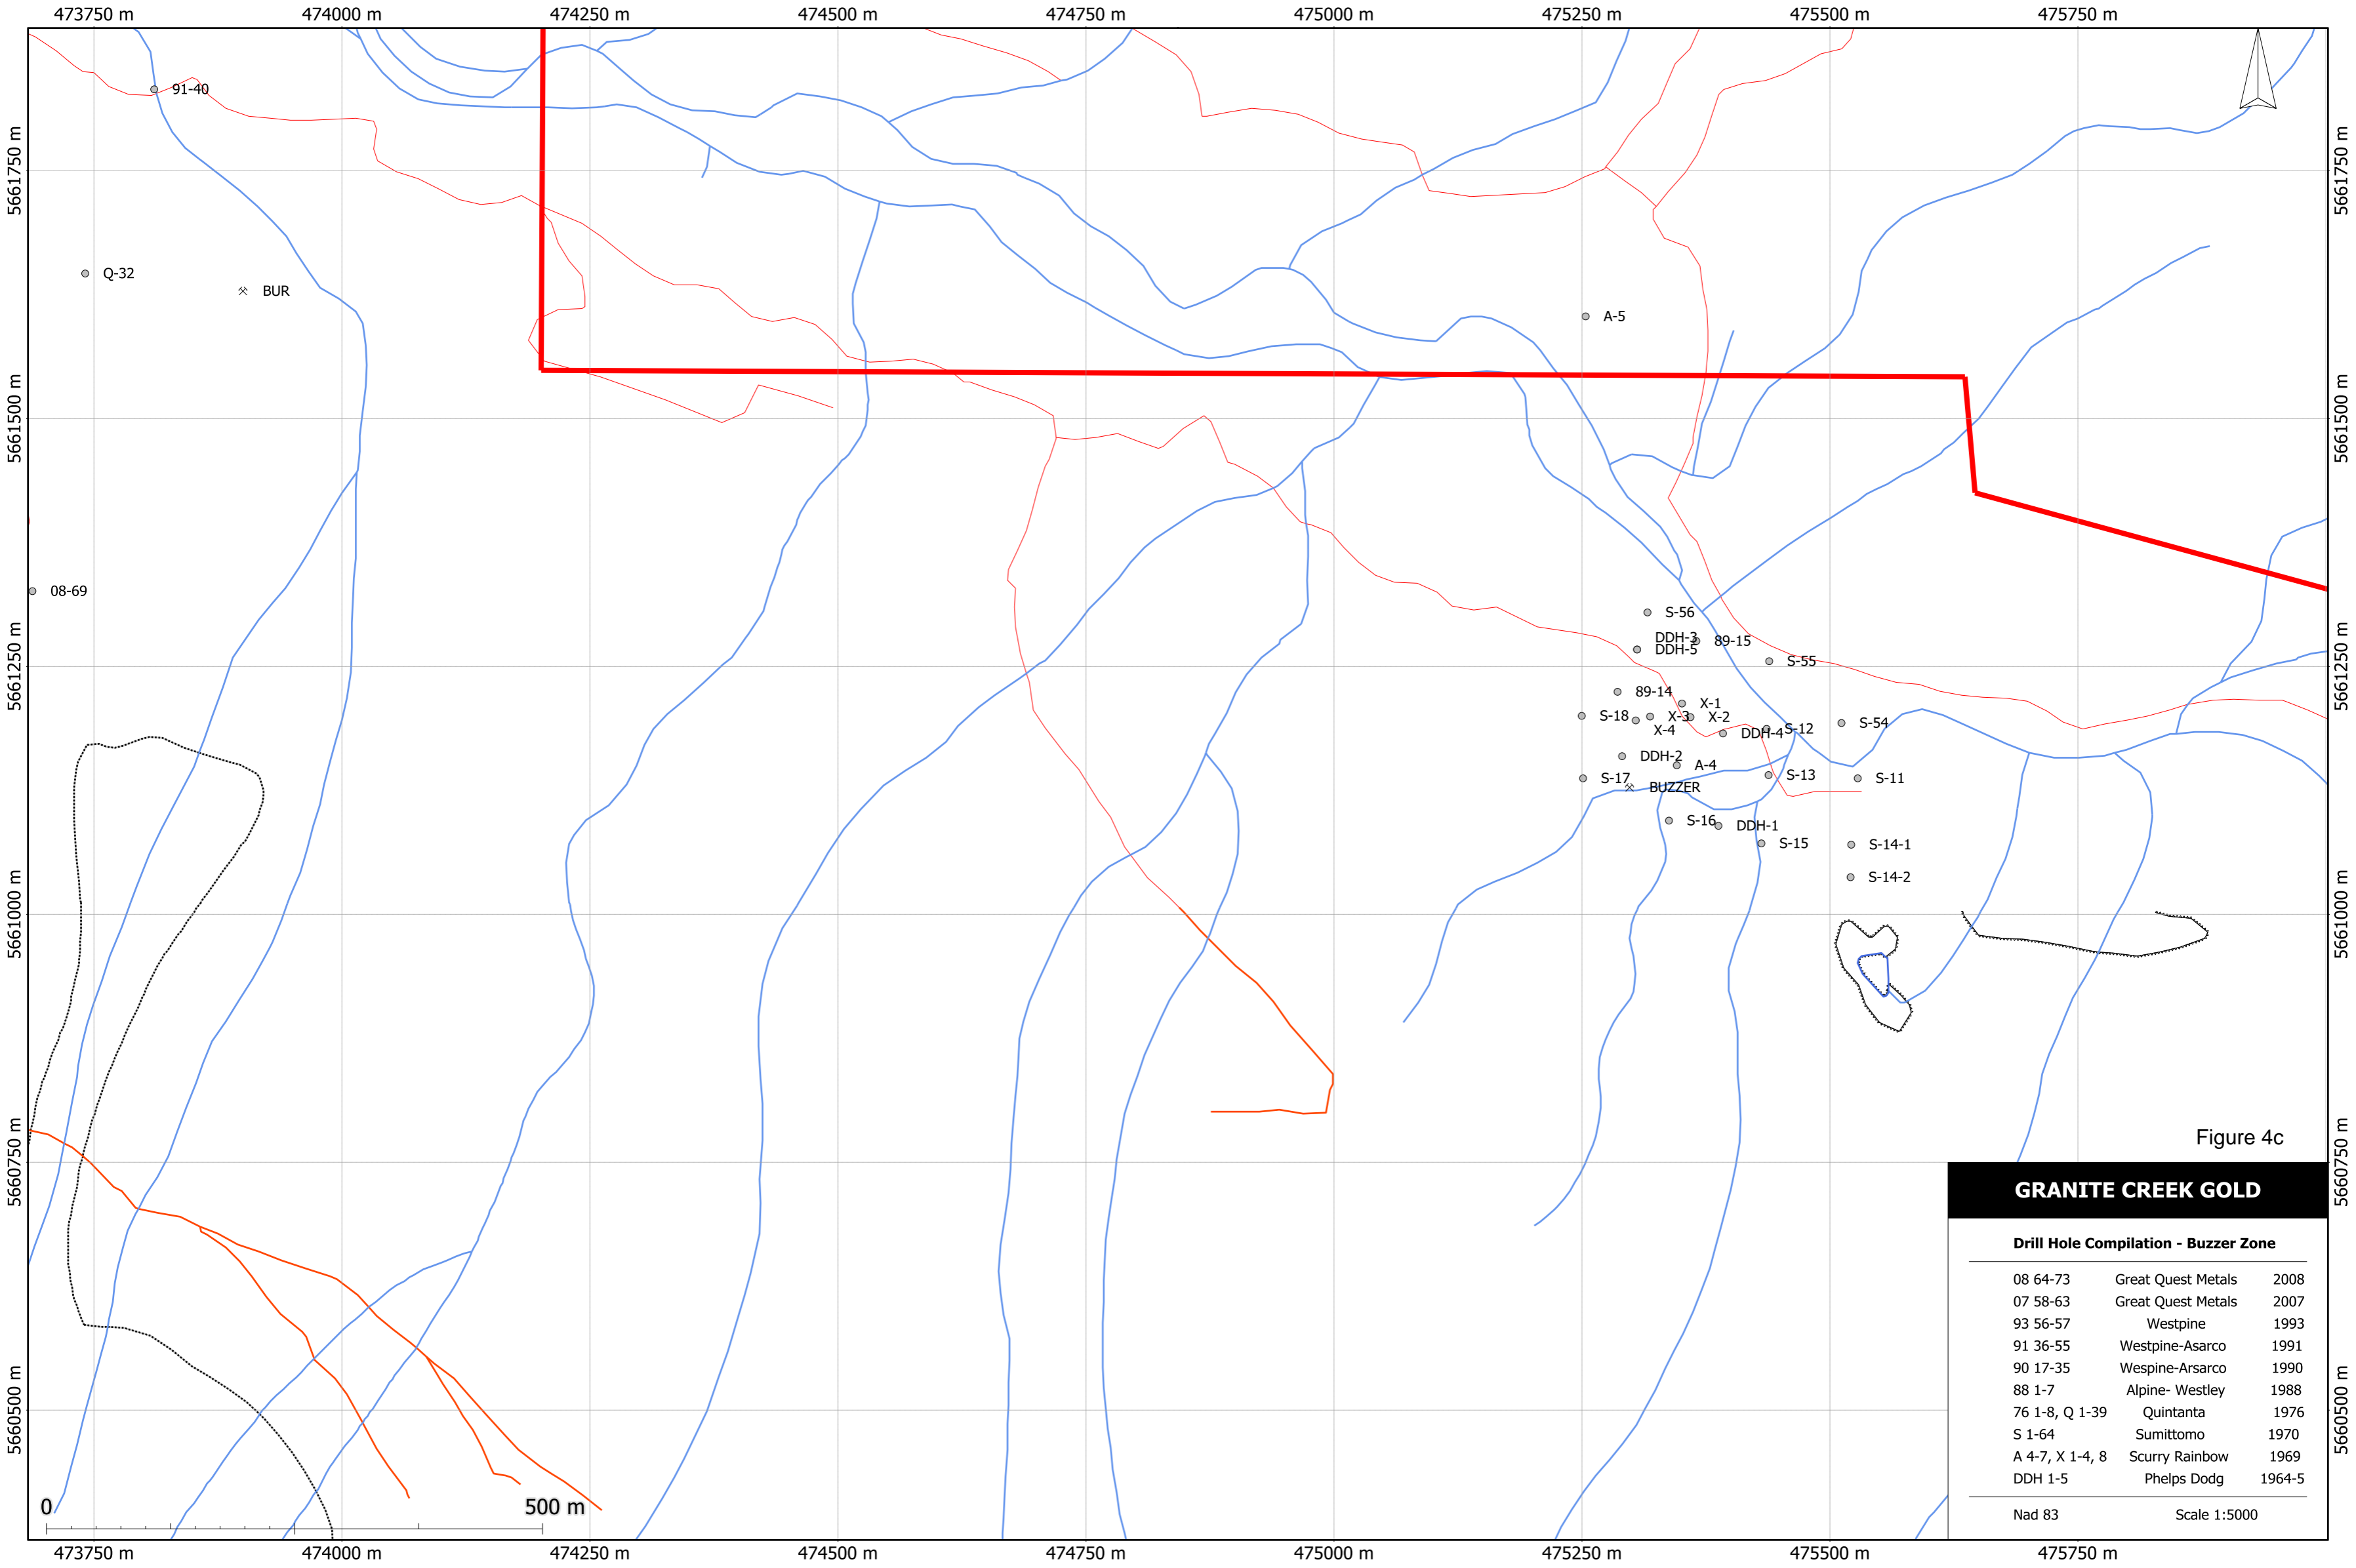 473750 m 474000 m 474250 m 474500 m 474750 m 475000 m 475250 m 475500 m 475750 m
91-40
5661750 m 5661750 m
Q-32
BUR
A-5
5661500 m 5661500 m
08-69
S-56
DDH-3
89-15
DDH-5
S-55
5661250 m 5661250 m
89-14
X-1
S-18
X-3
X-2
S-54
X-4
DDH-4
S-12
DDH-2
A-4
S-13
S-17
S-11
BUZZER
S-16
DDH-1
S-15
S-14-1
S-14-2
5661000 m 5661000 m
Figure 4c
5660750 m 5660750 m
GRANITE CREEK GOLD
Drill Hole Compilation - Buzzer Zone
08 64-73 Great Quest Metals 2008
07 58-63 Great Quest Metals 2007
93 56-57 Westpine 1993
91 36-55 Westpine-Asarco 1991
90 17-35 Wespine-Arsarco 1990
88 1-7 Alpine- Westley 1988
76 1-8, Q 1-39 Quintanta 1976
S 1-64 Sumittomo 1970
A 4-7, X 1-4, 8 Scurry Rainbow 1969
DDH 1-5 Phelps Dodg 1964-5
Nad 83 Scale 1:5000
5660500 m 5660500 m
0 500 m
473750 m 474000 m 474250 m 474500 m 474750 m 475000 m 475250 m 475500 m 475750 m